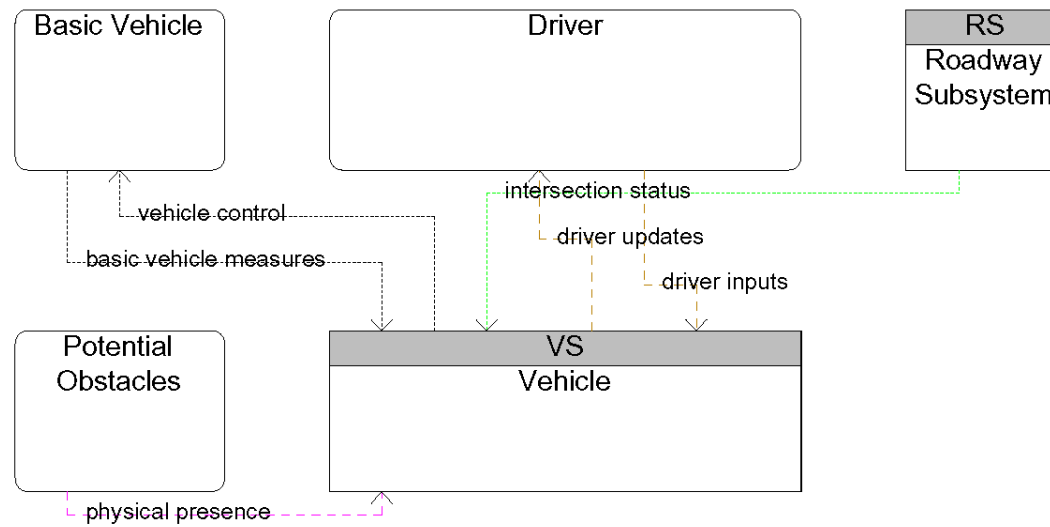 Basic Vehicle
Driver
RS
Roadway
Subsystem
intersection status
vehicle control
driver updates
basic vehicle measures
driver inputs
Potential
Obstacles
VS
Vehicle
physical presence